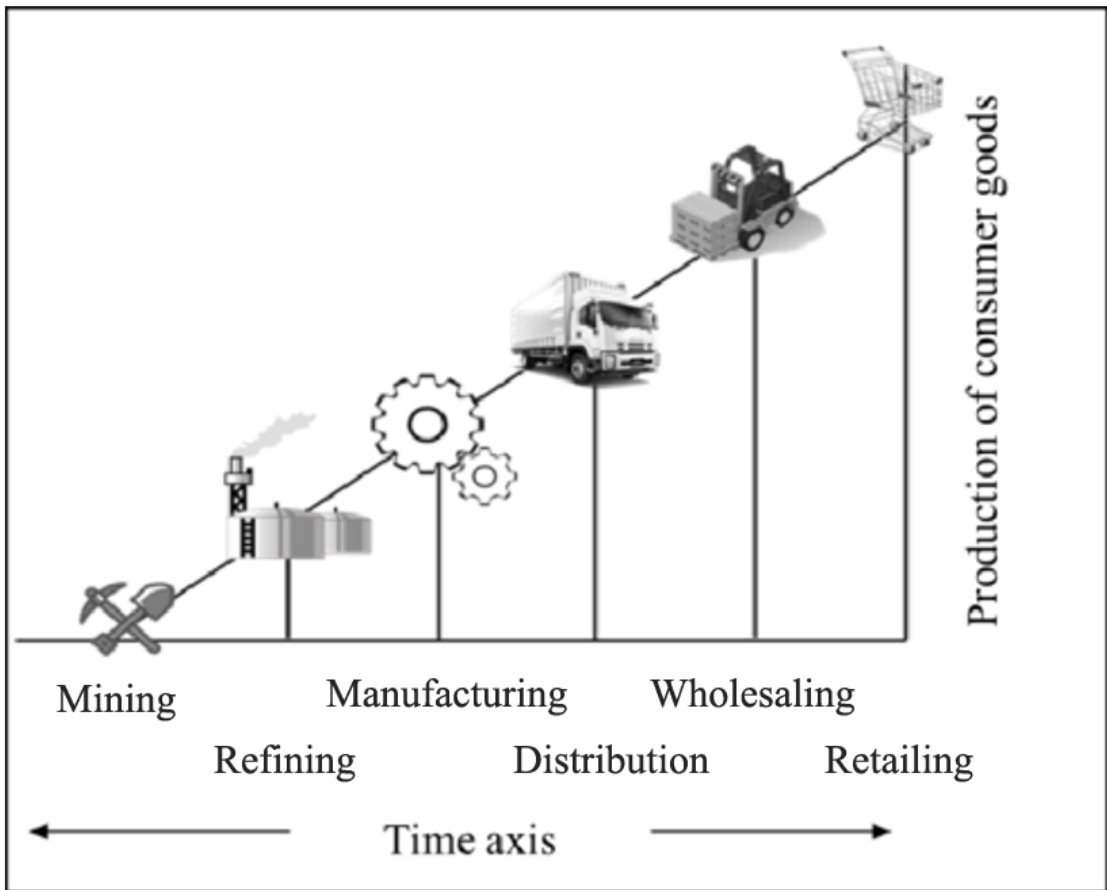 Production of consumer goods
Mining
Refining
Manufacturing
Distribution
Wholesaling
Retailing
Time axis